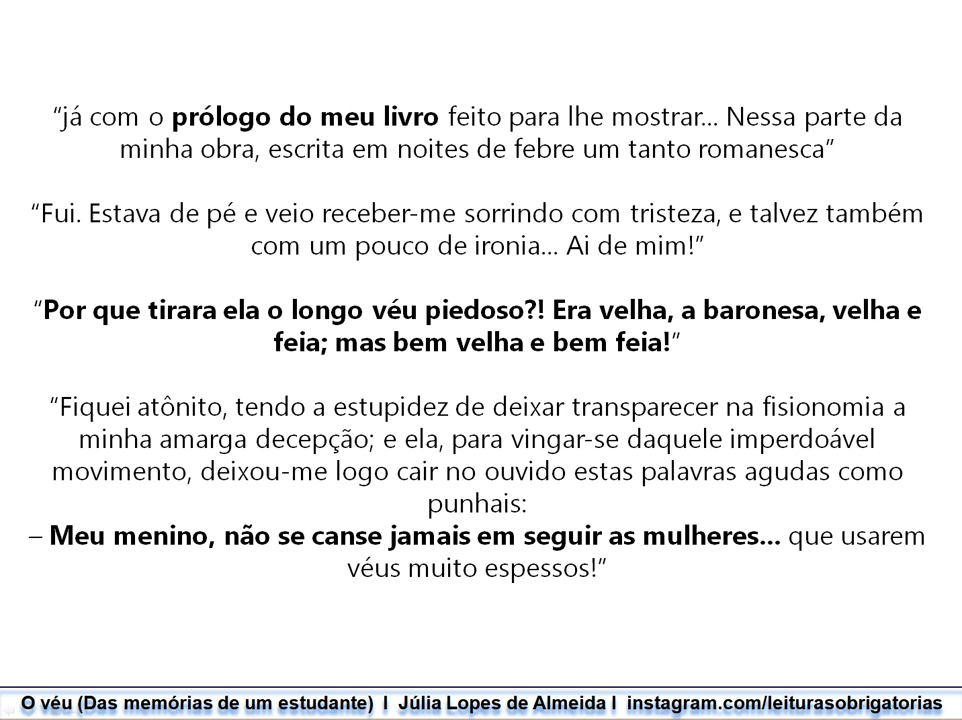 “já com o prólogo do meu livro feito para lhe mostrar... Nessa parte da
minha obra, escrita em noites de febre um tanto romanesca”
“Fui. Estava de pé e veio receber-me sorrindo com tristeza, e talvez também
com um pouco de ironia... Ai de mim!”
“Por que tirara ela o longo véu piedoso?! Era velha, a baronesa, velha e
feia; mas bem velha e bem feia!”
“Fiquei atônito, tendo a estupidez de deixar transparecer na fisionomia a
minha amarga decepção; e ela, para vingar-se daquele imperdoável
movimento, deixou-me logo cair no ouvido estas palavras agudas como
punhais:
– Meu menino, não se canse jamais em seguir as mulheres... que usarem
véus muito espessos!”
O véu (Das memórias de um estudante) I Júlia Lopes de Almeida I instagram.com/leiturasobrigatorias